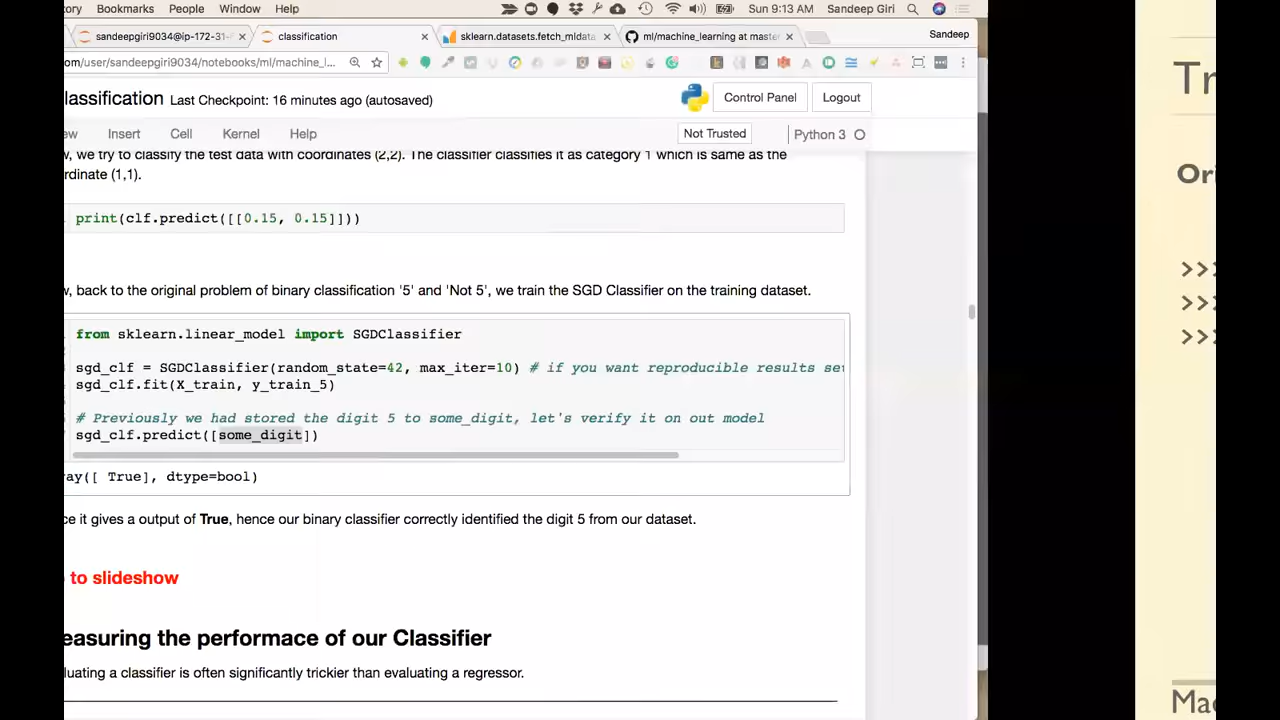 ory Bookmarks People Window Help Sun 9:13 AM Sandeep Giri
sandeepgiri9034@ip-172-31- classification sklearn.datasets.fetch_mldata ml/machine_learning at master Sandeep
om/user/sandeepgiri9034/notebooks/ml/machine_l...
lassification Last Checkpoint: 16 minutes ago (autosaved) Control Panel Logout
ew Insert Cell Kernel Help Not Trusted Python 3
w, we try to classify the test data with coordinates (2,2). The classifier classifies it as category 1 which is same as the
rdinate (1,1).
print(clf.predict([[0.15, 0.15]]))
w, back to the original problem of binary classification '5' and 'Not 5', we train the SGD Classifier on the training dataset.
from sklearn.linear_model import SGDClassifier
sgd_clf = SGDClassifier(random_state=42, max_iter=10) # if you want reproducible results se
sgd_clf.fit(X_train, y_train_5)
# Previously we had stored the digit 5 to some_digit, let's verify it on out model
sgd_clf.predict([some_digit])
ray([ True], dtype=bool)
ce it gives a output of True, hence our binary classifier correctly identified the digit 5 from our dataset.
to slideshow
easuring the performace of our Classifier
luating a classifier is often significantly trickier than evaluating a regressor.
Tr
Ori
>>>
>>>
>>>
Mac